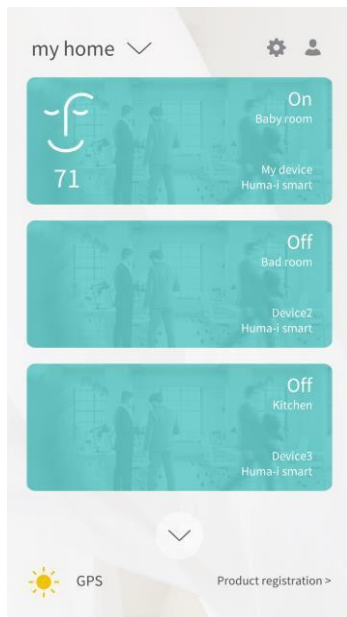 my home
On
Baby room
71
My device
Huma-i smart
Off
Bad room
Device2
Huma-i smart
Off
Kitchen
Device3
Huma-i smart
GPS
Product registration >